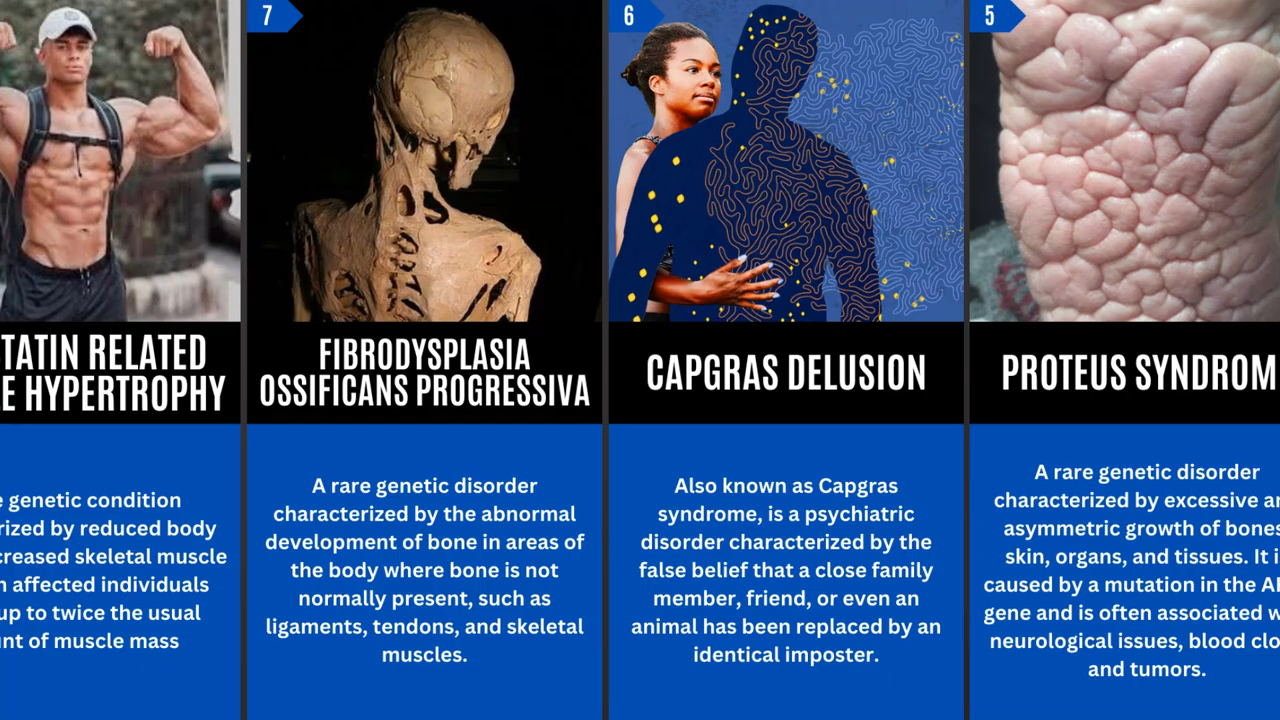 TATIN RELATED
E HYPERTROPHY
e genetic condition
rized by reduced body
creased skeletal muscle
n affected individuals
up to twice the usual
nt of muscle mass
7
FIBRODYSPLASIA
OSSIFICANS PROGRESSIVA
A rare genetic disorder
characterized by the abnormal
development of bone in areas of
the body where bone is not
normally present, such as
ligaments, tendons, and skeletal
muscles.
6
CAPGRAS DELUSION
Also known as Capgras
syndrome, is a psychiatric
disorder characterized by the
false belief that a close family
member, friend, or even an
animal has been replaced by an
identical imposter.
5
PROTEUS SYNDROM
A rare genetic disorder
characterized by excessive an
asymmetric growth of bones
skin, organs, and tissues. It i
caused by a mutation in the A
gene and is often associated w
neurological issues, blood clo
and tumors.